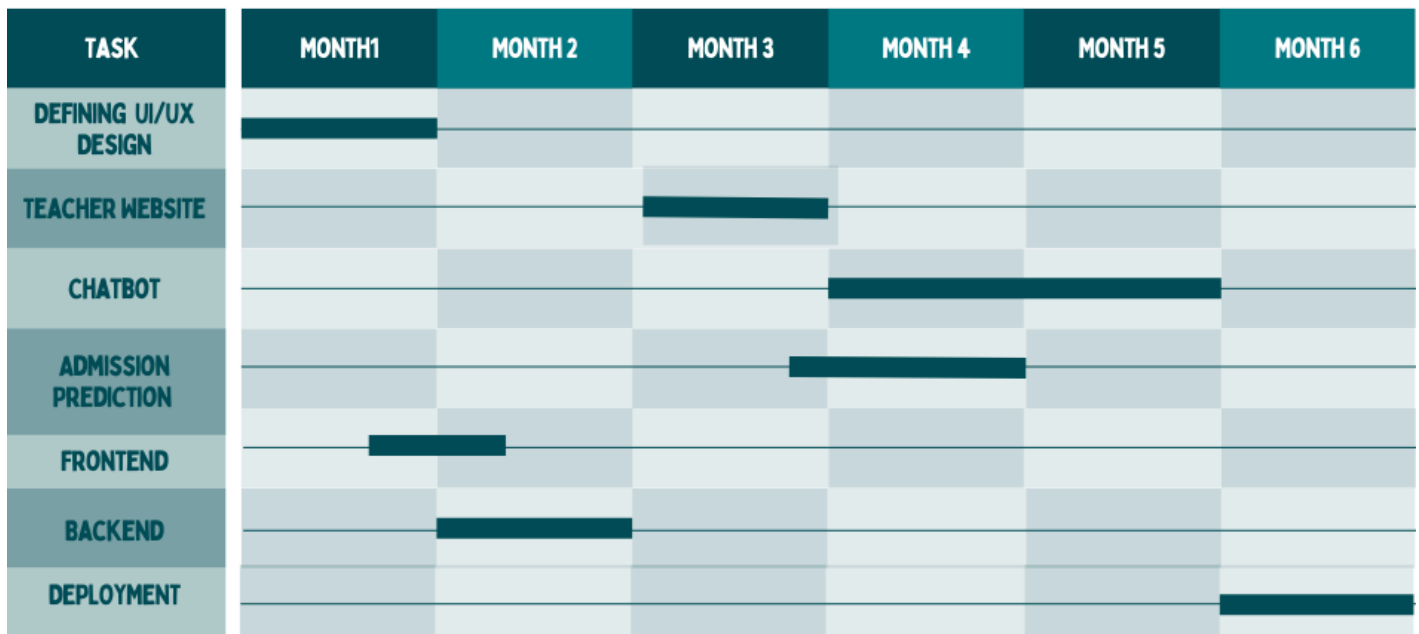 TASK
MONTH1
MONTH 2
MONTH 3
MONTH 4
MONTH 5
MONTH 6
DEFINING UI/UX
DESIGN
TEACHER WEBSITE
CHATBOT
ADMISSION
PREDICTION
FRONTEND
BACKEND
DEPLOYMENT